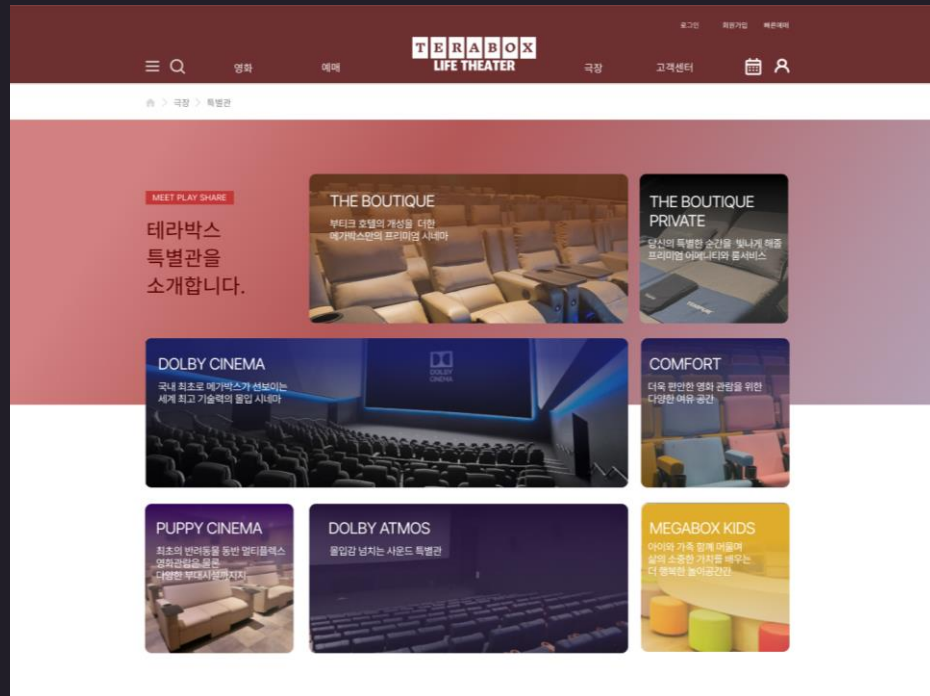 로그인 회원가입 빠른예매
영화 예매 TERABOX 극장 고객센터
LIFE THEATER
극장 > 특별관
MEET PLAY SHARE
테라박스
특별관을
소개합니다.
THE BOUTIQUE
부티크 호텔의 개성을 더한
메가박스만의 프리미엄 시네마
THE BOUTIQUE
PRIVATE
당신의 특별한 순간을 빛나게 해줄
프리미엄 어메니티와 룸서비스
DOLBY CINEMA
국내 최초로 메가박스가 선보이는
세계 최고 기술력의 몰입 시네마
DOLBY
CINEMA
COMFORT
더욱 편안한 영화 관람을 위한
다양한 여유 공간
PUPPY CINEMA
최초의 반려동물 동반 멀티플렉스
영화관람은 물론
다양한 부대시설까지지
DOLBY ATMOS
몰입감 넘치는 사운드 특별관
MEGABOX KIDS
아이와 가족 함께 머물며
삶의 소중한 가치를 배우는
더 행복한 놀이공간간